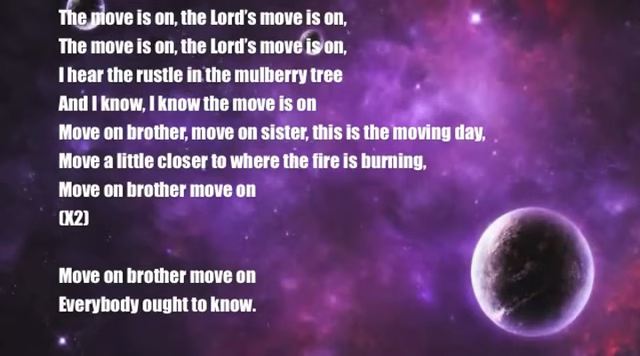 The move is on, the Lord's move is on,
The move is on, the Lord's move is on,
I hear the rustle in the mulberry tree
And I know, I know the move is on
Move on brother, move on sister, this is the moving day,
Move a little closer to where the fire is burning,
Move on brother move on
(X2)
Move on brother move on
Everybody ought to know.